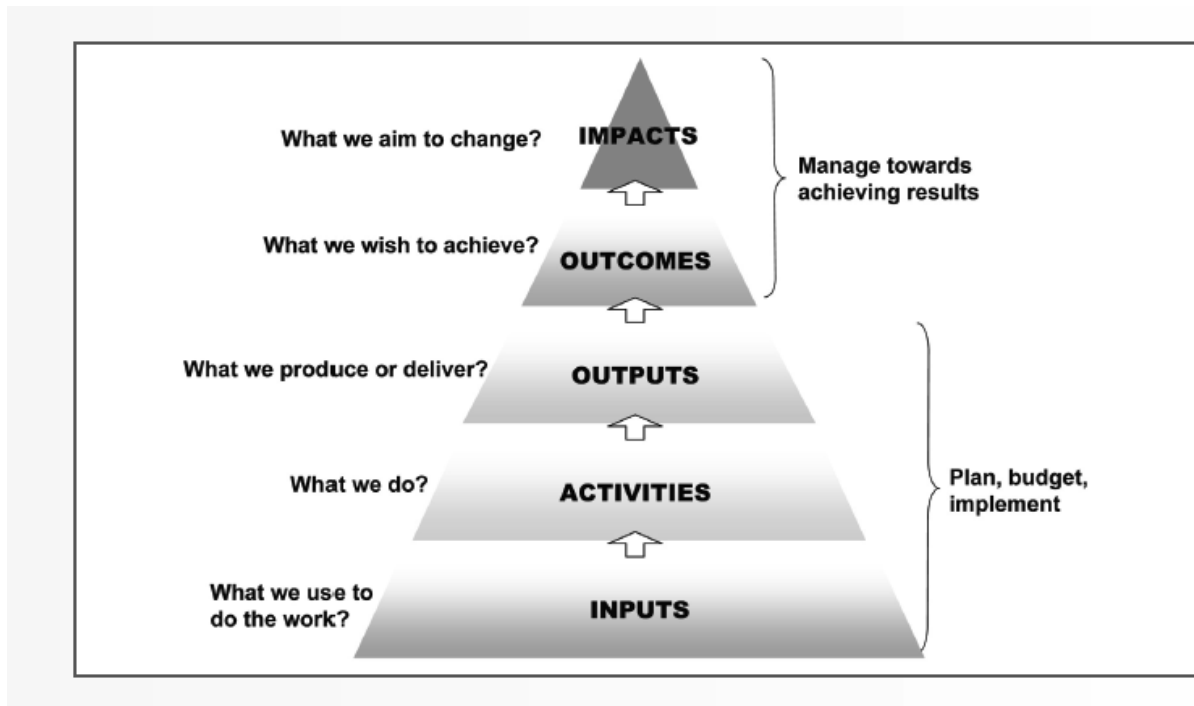 What we aim to change?
IMPACTS
Manage towards
achieving results
What we wish to achieve?
OUTCOMES
What we produce or deliver?
OUTPUTS
What we do?
ACTIVITIES
Plan, budget,
implement
What we use to
do the work?
INPUTS